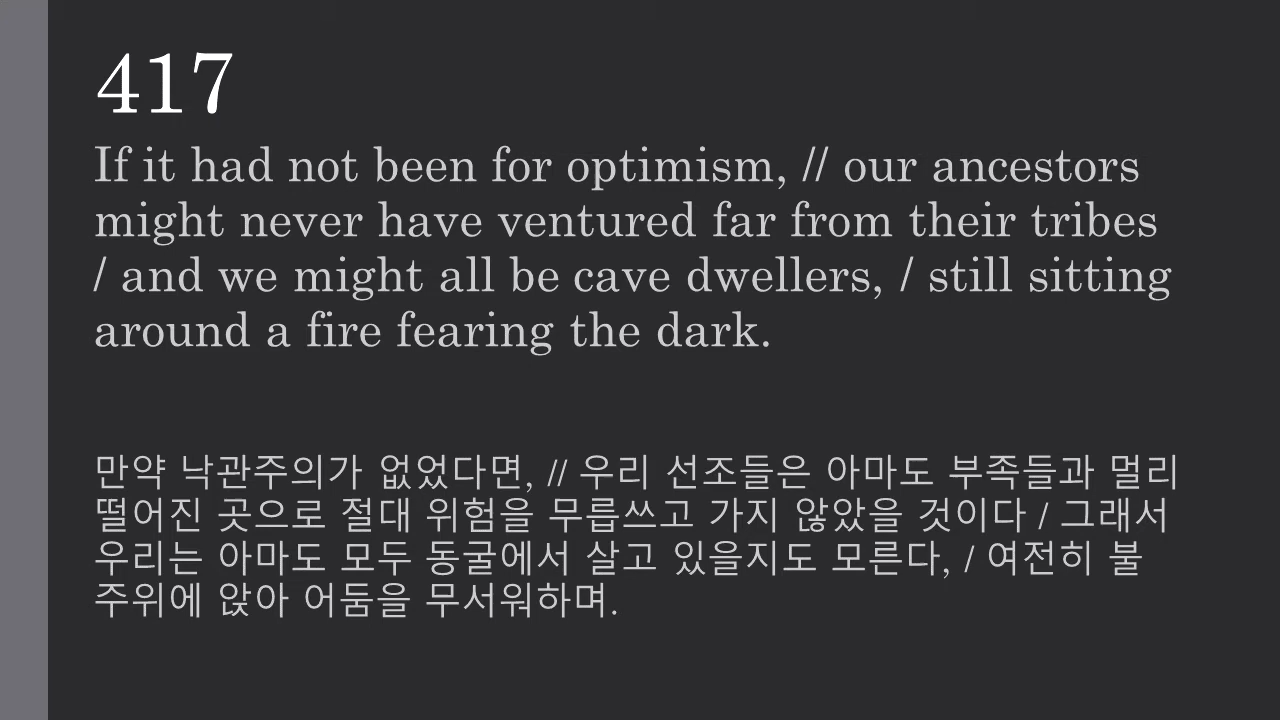 417
If it had not been for optimism, // our ancestors
might never have ventured far from their tribes
/ and we might all be cave dwellers, / still sitting
around a fire fearing the dark.
만약 낙관주의가 없었다면, // 우리 선조들은 아마도 부족들과 멀리
떨어진 곳으로 절대 위험을 무릅쓰고 가지 않았을 것이다 / 그래서
우리는 아마도 모두 동굴에서 살고 있을지도 모른다, / 여전히 불
주위에 앉아 어둠을 무서워하며.